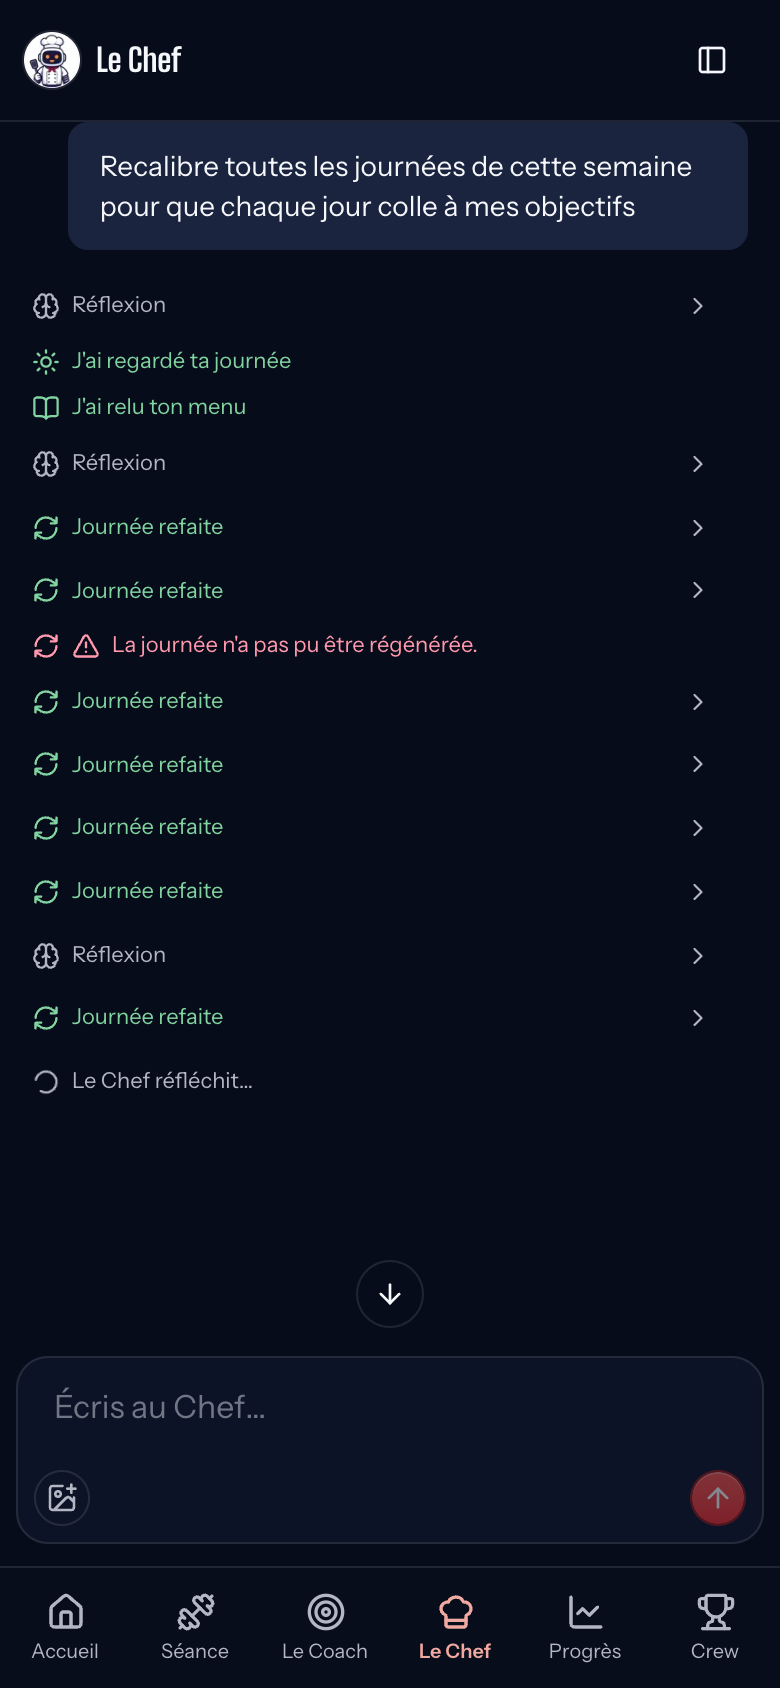 Le Chef
Recalibre toutes les journées de cette semaine
pour que chaque jour colle à mes objectifs
Réflexion
J'ai regardé ta journée
J'ai relu ton menu
Réflexion
Journée refaite
Journée refaite
La journée n'a pas pu être régénérée.
Journée refaite
Journée refaite
Journée refaite
Journée refaite
Réflexion
Journée refaite
Le Chef réfléchit...
Écris au Chef...
Accueil
Séance
Le Coach
Le Chef
Progrès
Crew